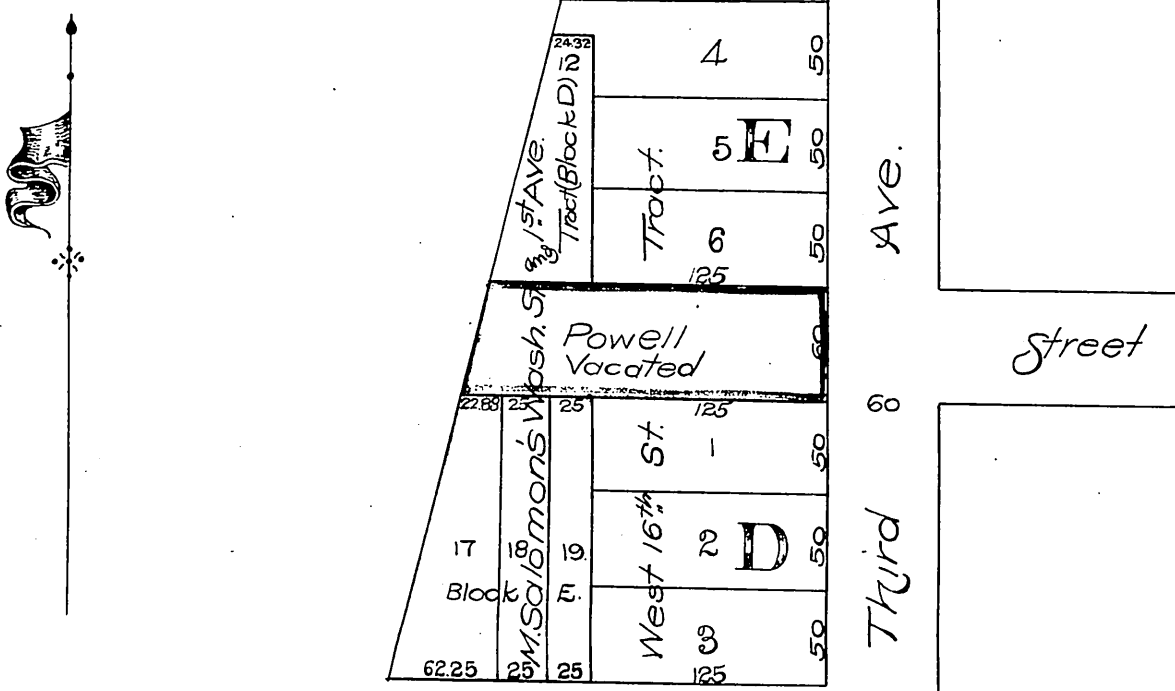 24.32
12
Tract (Block D)
4
50
5 E
50
Tract.
6
50
125
Ave.
M. Salomon's Wash. St. and 1st Ave.
Powell
Vacated
60
Street
60
22.89 25 25 125
St.
1
50
West 16th
2 D
50
17 18 19.
Block E.
3
50
Third
62.25 25 25 125